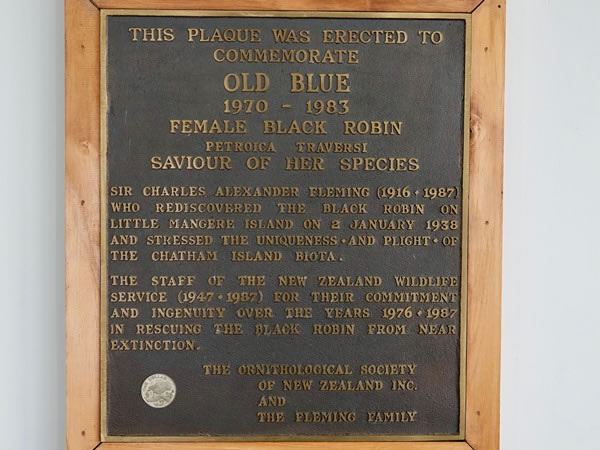 THIS PLAQUE WAS ERECTED TO
COMMEMORATE
OLD BLUE
1970 - 1983
FEMALE BLACK ROBIN
PETROICA TRAVERSI
SAVIOUR OF HER SPECIES
SIR CHARLES ALEXANDER FLEMING (1916 · 1987)
WHO REDISCOVERED THE BLACK ROBIN ON
LITTLE MANGERE ISLAND ON 2 JANUARY 1938
AND STRESSED THE UNIQUENESS · AND PLIGHT · OF
THE CHATHAM ISLAND BIOTA.
THE STAFF OF THE NEW ZEALAND WILDLIFE
SERVICE (1947 · 1987) FOR THEIR COMMITMENT
AND INGENUITY OVER THE YEARS 1976 · 1987
IN RESCUING THE BLACK ROBIN FROM NEAR
EXTINCTION.
THE ORNITHOLOGICAL SOCIETY
OF NEW ZEALAND INC.
AND
THE FLEMING FAMILY